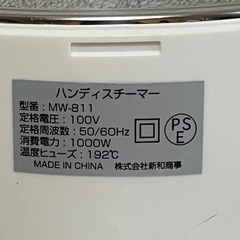 ハンディスチーマー
型番: MW-811
定格電圧: 100V
定格周波数: 50/60Hz
消費電力: 1000W
温度ヒューズ: 192℃
MADE IN CHINA 株式会社新和商事
PSE